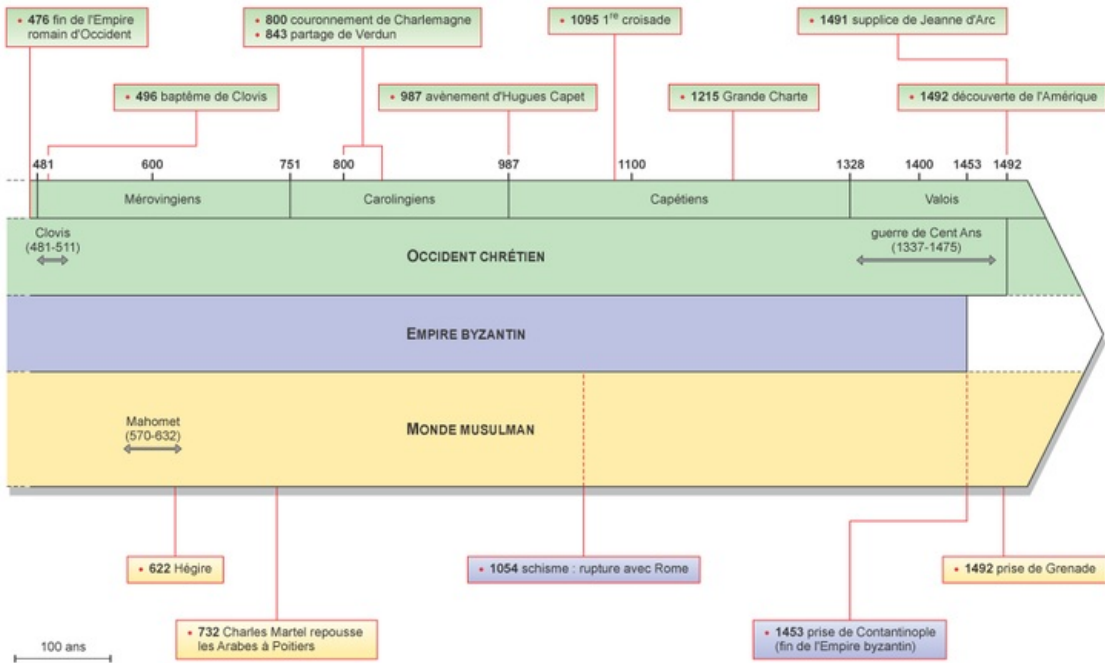 • 476 fin de l'Empire
romain d'Occident
• 800 couronnement de Charlemagne
• 843 partage de Verdun
• 1095 1re croisade
• 1491 supplice de Jeanne d'Arc
• 496 baptême de Clovis
• 987 avènement d'Hugues Capet
• 1215 Grande Charte
• 1492 découverte de l'Amérique
481 600 751 800 987 1100 1328 1400 1453 1492
Mérovingiens Carolingiens Capétiens Valois
Clovis
(481-511)
guerre de Cent Ans
(1337-1475)
OCCIDENT CHRÉTIEN
EMPIRE BYZANTIN
Mahomet
(570-632)
MONDE MUSULMAN
• 622 Hégire
• 1054 schisme : rupture avec Rome
• 1492 prise de Grenade
• 732 Charles Martel repousse
les Arabes à Poitiers
• 1453 prise de Contantinople
(fin de l'Empire byzantin)
100 ans